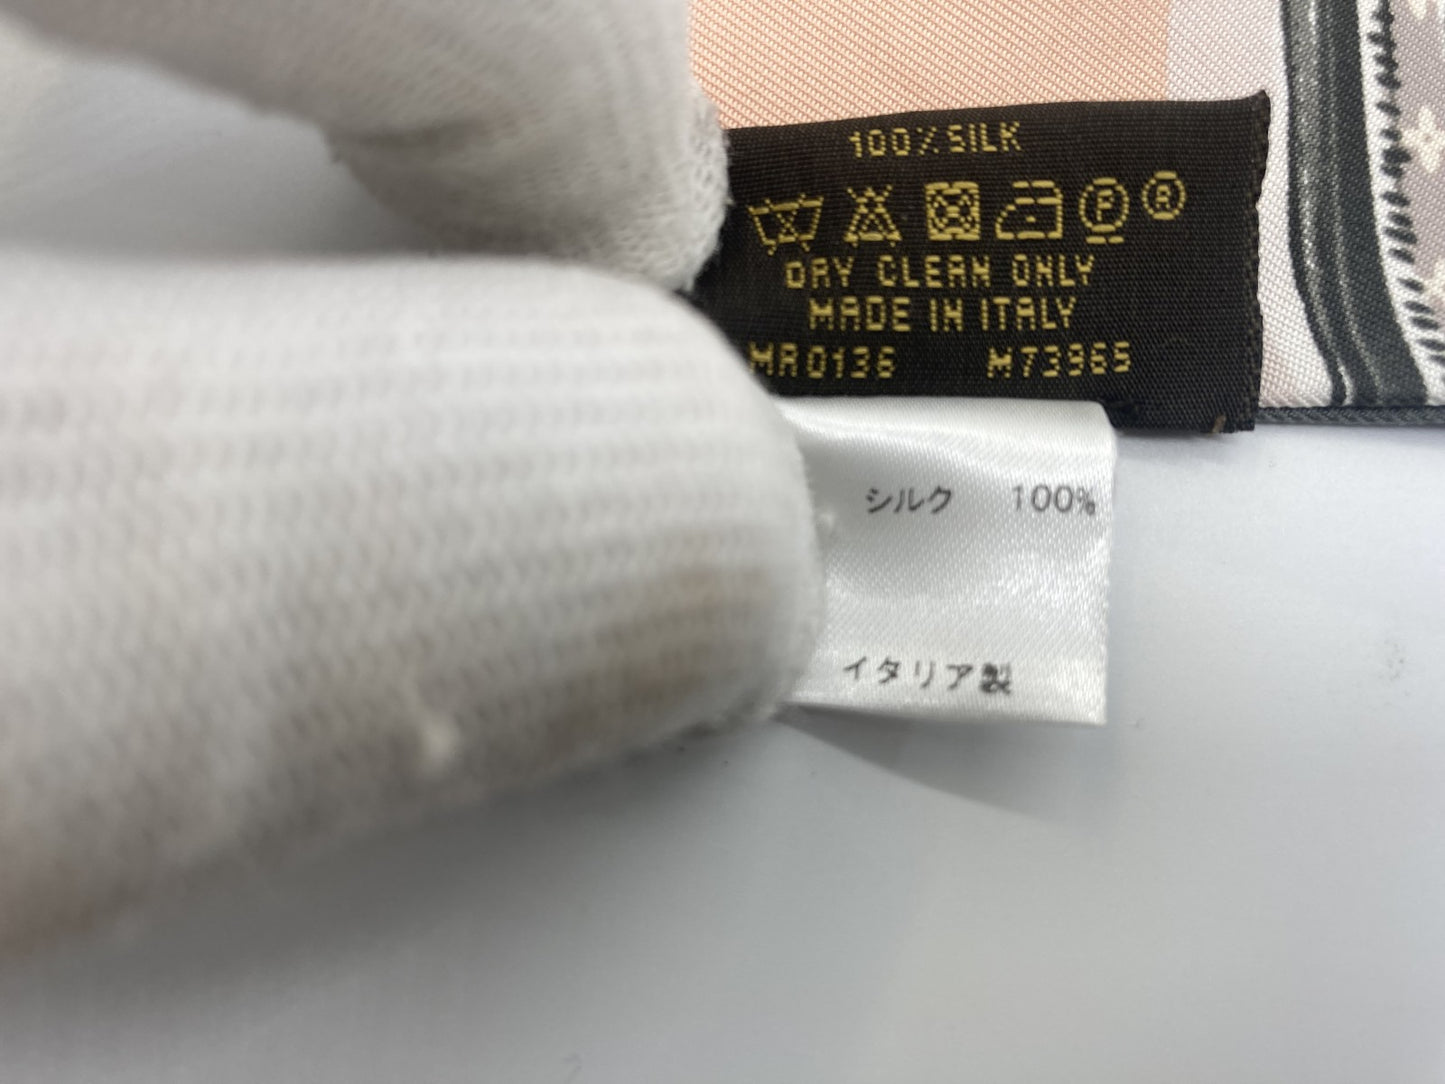 100% SILK
P R
DRY CLEAN ONLY
MADE IN ITALY
MR0136 M73965
シルク 100%
イタリア製